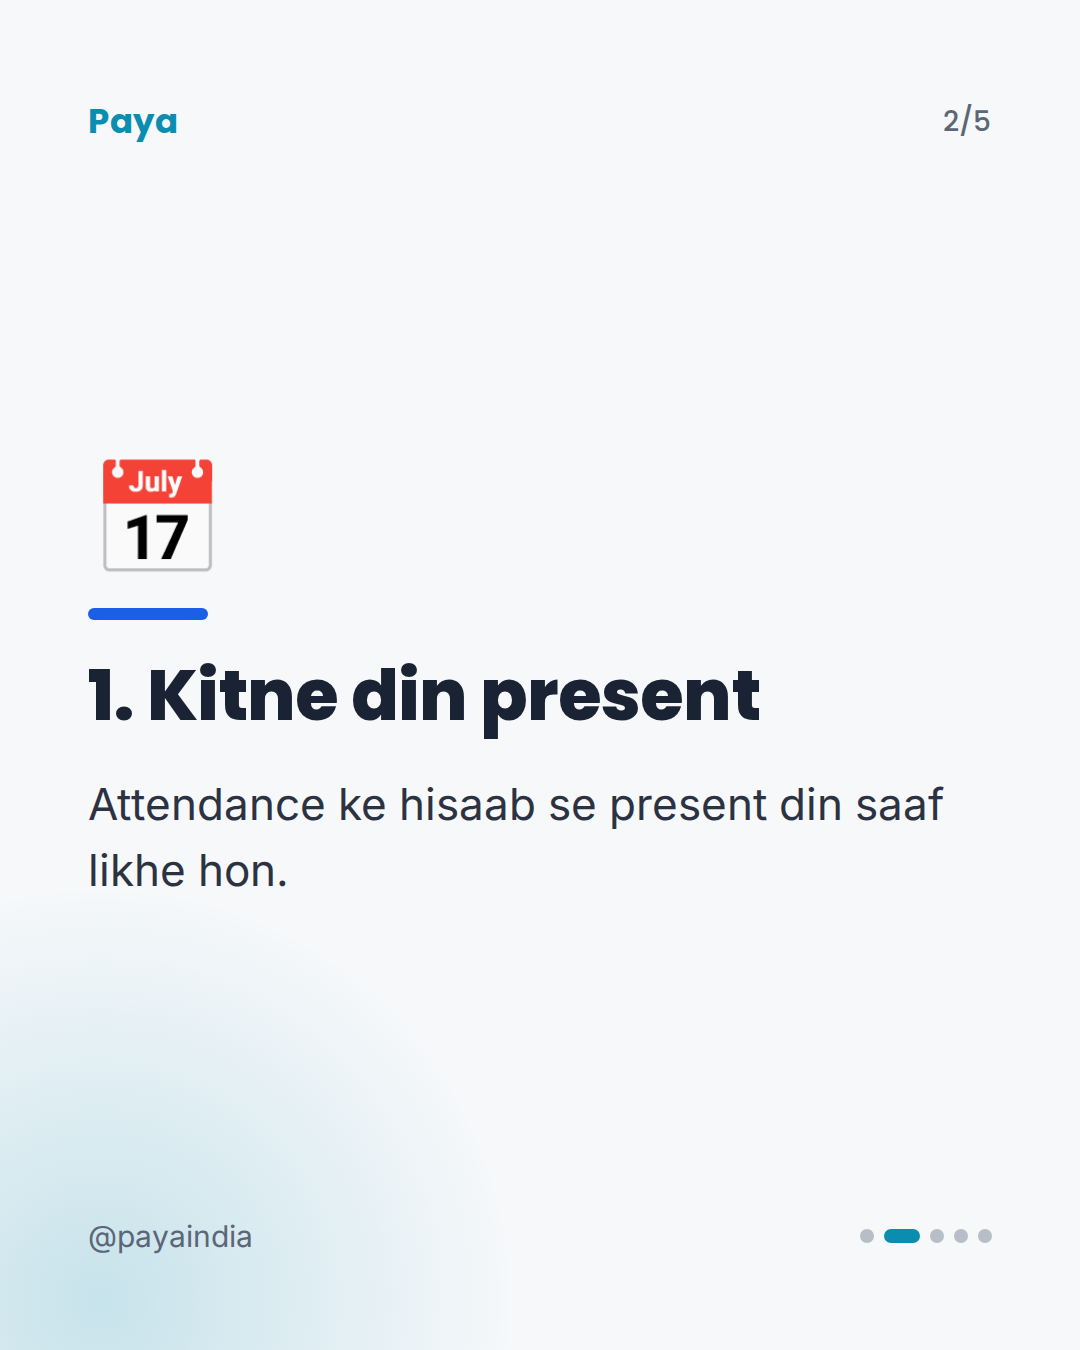 Paya
2/5
July
17
1. Kitne din present
Attendance ke hisaab se present din saaf
likhe hon.
@payaindia